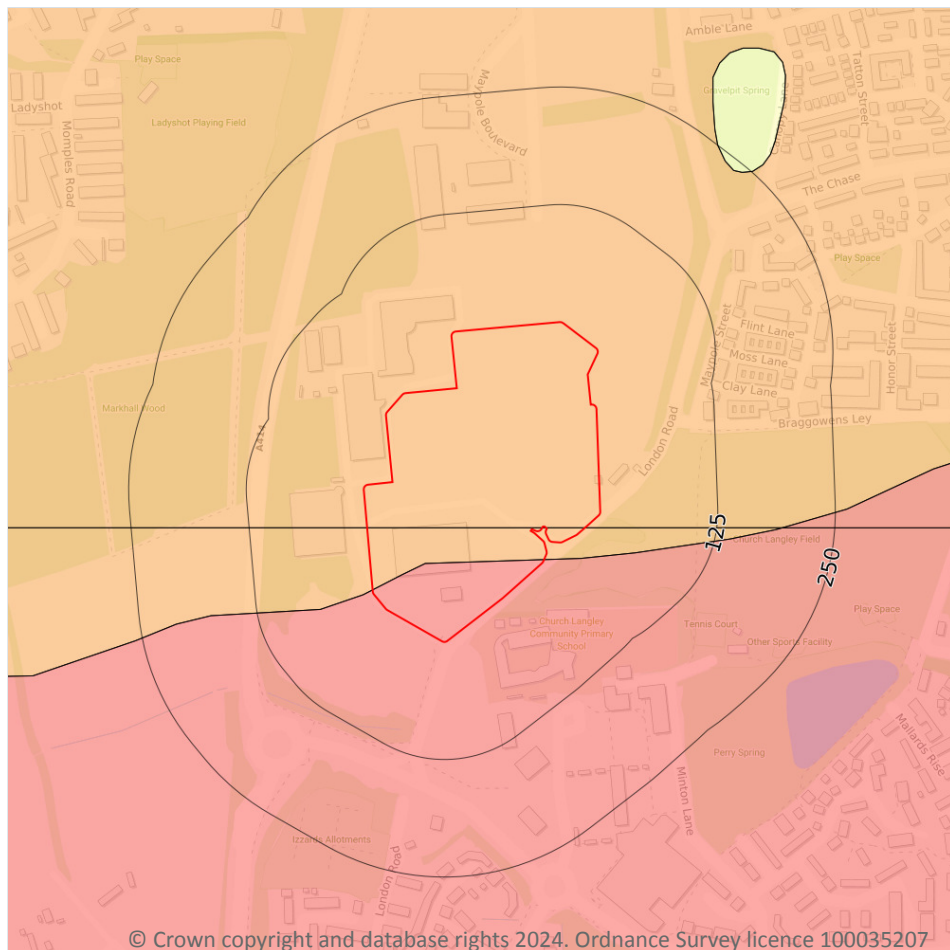 Amble Lane
Play Space
Tatton Street
Gravelpit Spring
Ladyshot
Maypole Boulevard
Ladyshot Playing Field
Momples Road
The Chase
Play Space
Flint Lane
Maypole Street
Honor Street
Moss Lane
Clay Lane
Markhall Wood
Braggowens Ley
A414
London Road
125
Church Langley Field
250
Play Space
Church Langley
Community Primary
School
Tennis Court
Other Sports Facility
Mallards Rise
Perry Spring
Minton Lane
Izzards Allotments
London Road
© Crown copyright and database rights 2024. Ordnance Survey licence 100035207